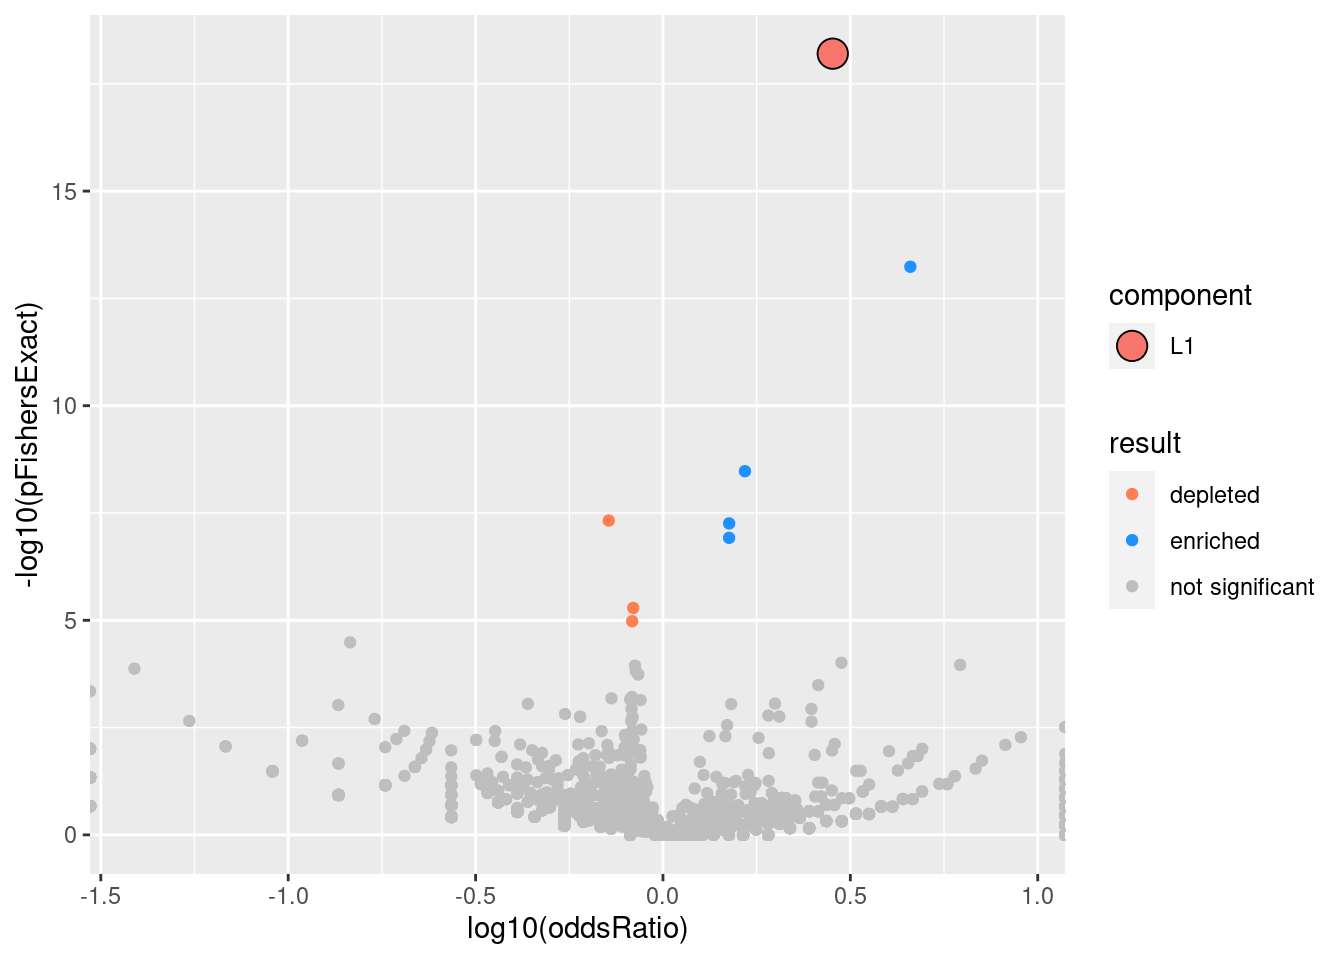 -log10(pFishersExact)
15
10
5
0
-1.5 -1.0 -0.5 0.0 0.5 1.0
log10(oddsRatio)
component
L1
result
depleted
enriched
not significant